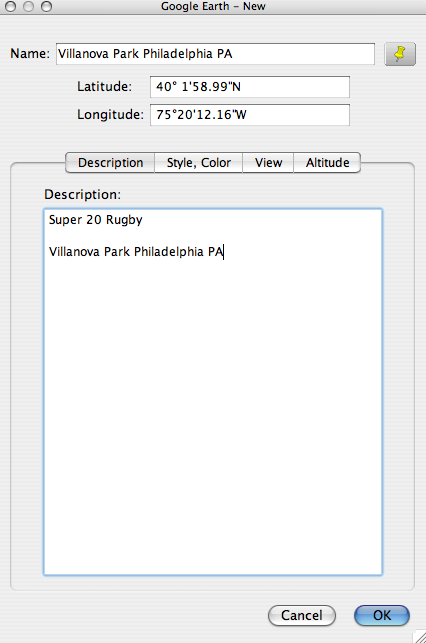 Google Earth - New
Name: Villanova Park Philadelphia PA
Latitude: 40° 1'58.99"N
Longitude: 75°20'12.16"W
Description Style, Color View Altitude
Description:
Super 20 Rugby
Villanova Park Philadelphia PA
Cancel OK